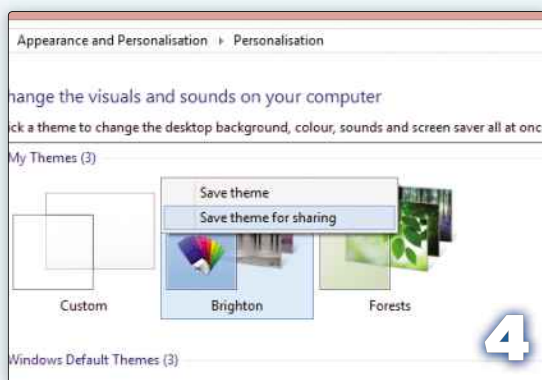 Appearance and Personalisation ▸ Personalisation
hange the visuals and sounds on your computer
ick a theme to change the desktop background, colour, sounds and screen saver all at onc
My Themes (3)
Save theme
Save theme for sharing
Custom
Brighton
Forests
4
Windows Default Themes (3)